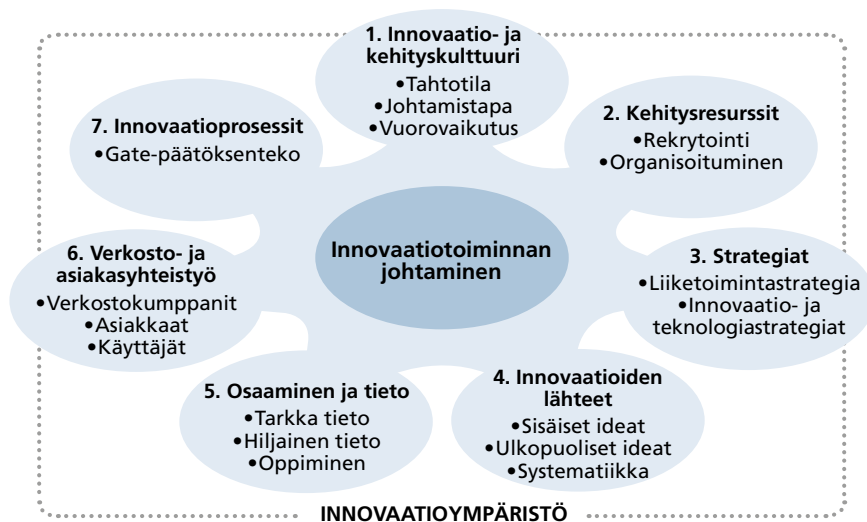 1. Innovaatio- ja
kehityskulttuuri
•Tahtotila
•Johtamistapa
•Vuorovaikutus
2. Kehitysresurssit
•Rekrytointi
•Organisoituminen
3. Strategiat
•Liiketoimintastrategia
•Innovaatio- ja
teknologiastrategiat
4. Innovaatioiden
lähteet
•Sisäiset ideat
•Ulkopuoliset ideat
•Systematiikka
5. Osaaminen ja tieto
•Tarkka tieto
•Hiljainen tieto
•Oppiminen
6. Verkosto- ja
asiakasyhteistyö
•Verkostokumppanit
•Asiakkaat
•Käyttäjät
7. Innovaatioprosessit
•Gate-päätöksenteko
Innovaatiotoiminnan
johtaminen
INNOVAATIOYMPÄRISTÖ